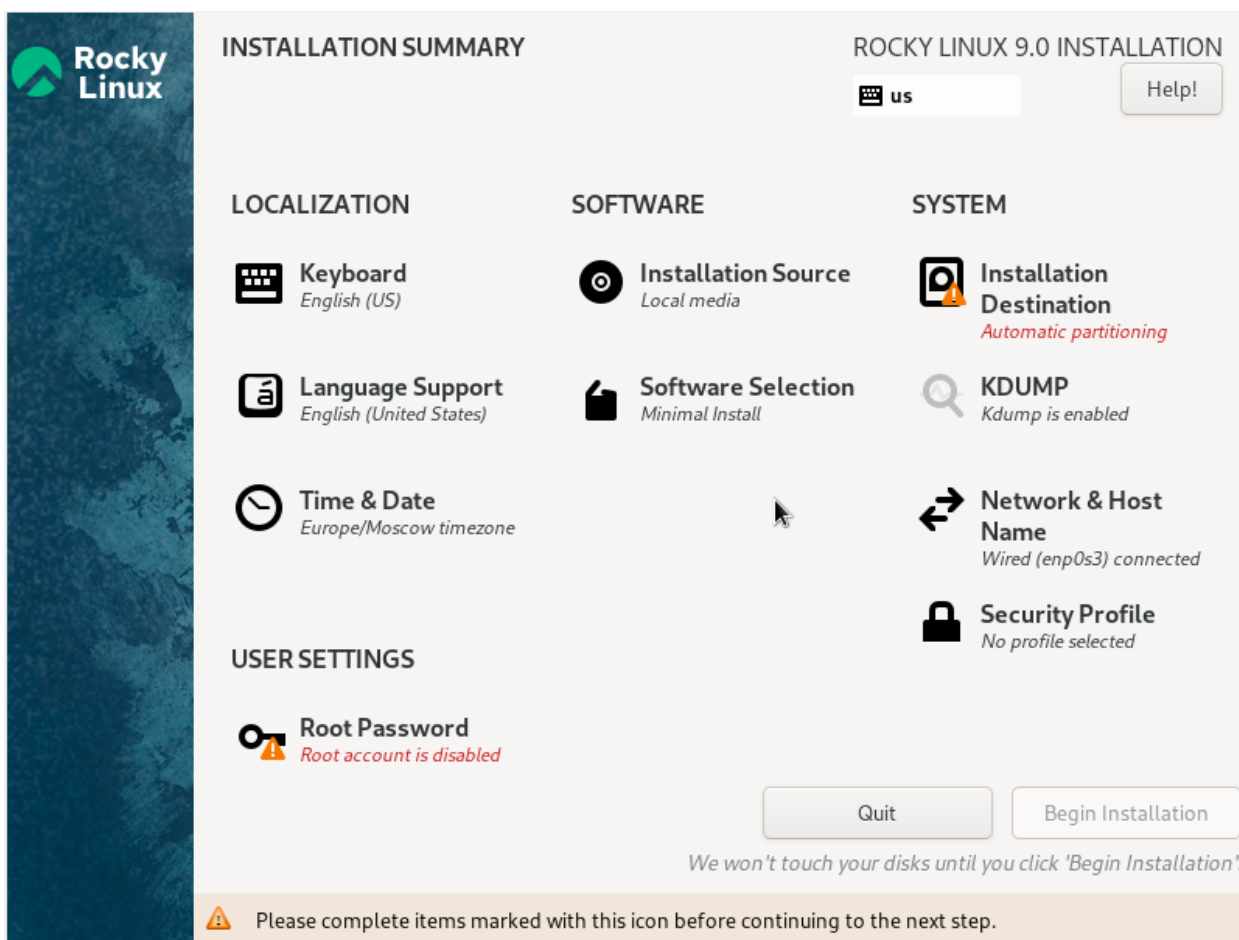 Rocky
Linux
INSTALLATION SUMMARY
ROCKY LINUX 9.0 INSTALLATION
us
Help!
LOCALIZATION
Keyboard
English (US)
Language Support
English (United States)
Time & Date
Europe/Moscow timezone
SOFTWARE
Installation Source
Local media
Software Selection
Minimal Install
SYSTEM
Installation
Destination
Automatic partitioning
KDUMP
Kdump is enabled
Network & Host
Name
Wired (enp0s3) connected
Security Profile
No profile selected
USER SETTINGS
Root Password
Root account is disabled
Quit
Begin Installation
We won't touch your disks until you click 'Begin Installation'.
Please complete items marked with this icon before continuing to the next step.